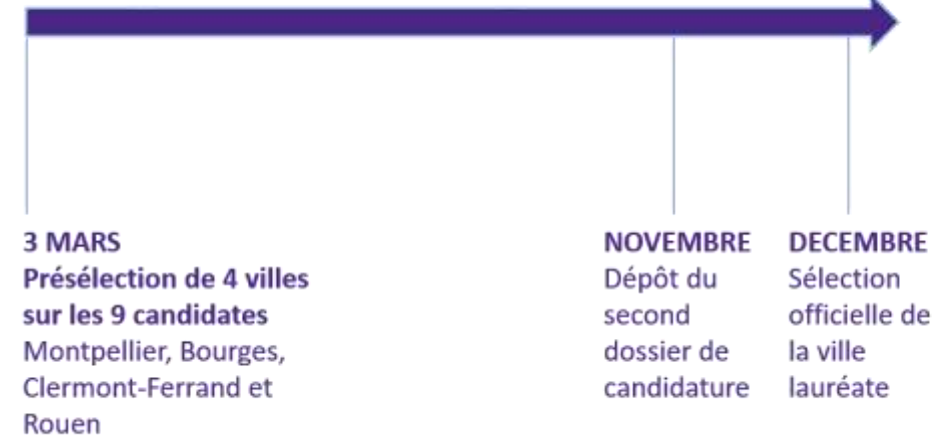 3 MARS
Présélection de 4 villes
sur les 9 candidates
Montpellier, Bourges,
Clermont-Ferrand et
Rouen
NOVEMBRE
Dépôt du
second
dossier de
candidature
DECEMBRE
Sélection
officielle de
la ville
lauréate